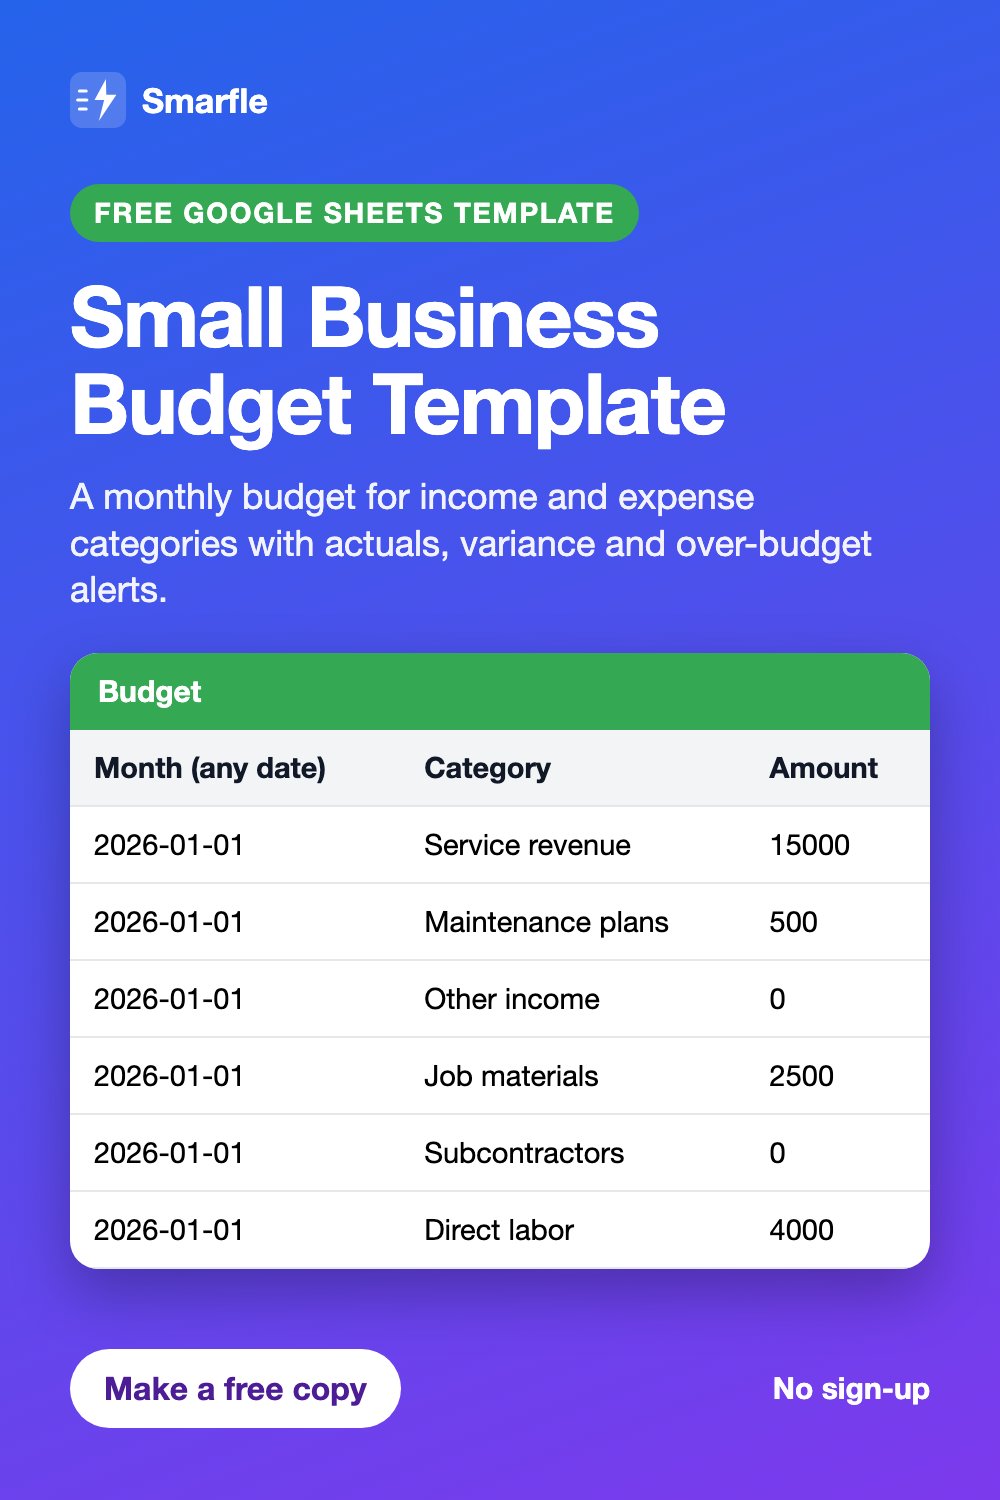 Smarfle
FREE GOOGLE SHEETS TEMPLATE
Small Business
Budget Template
A monthly budget for income and expense
categories with actuals, variance and over-budget
alerts.
Budget
Month (any date) Category Amount
2026-01-01 Service revenue 15000
2026-01-01 Maintenance plans 500
2026-01-01 Other income 0
2026-01-01 Job materials 2500
2026-01-01 Subcontractors 0
2026-01-01 Direct labor 4000
Make a free copy No sign-up